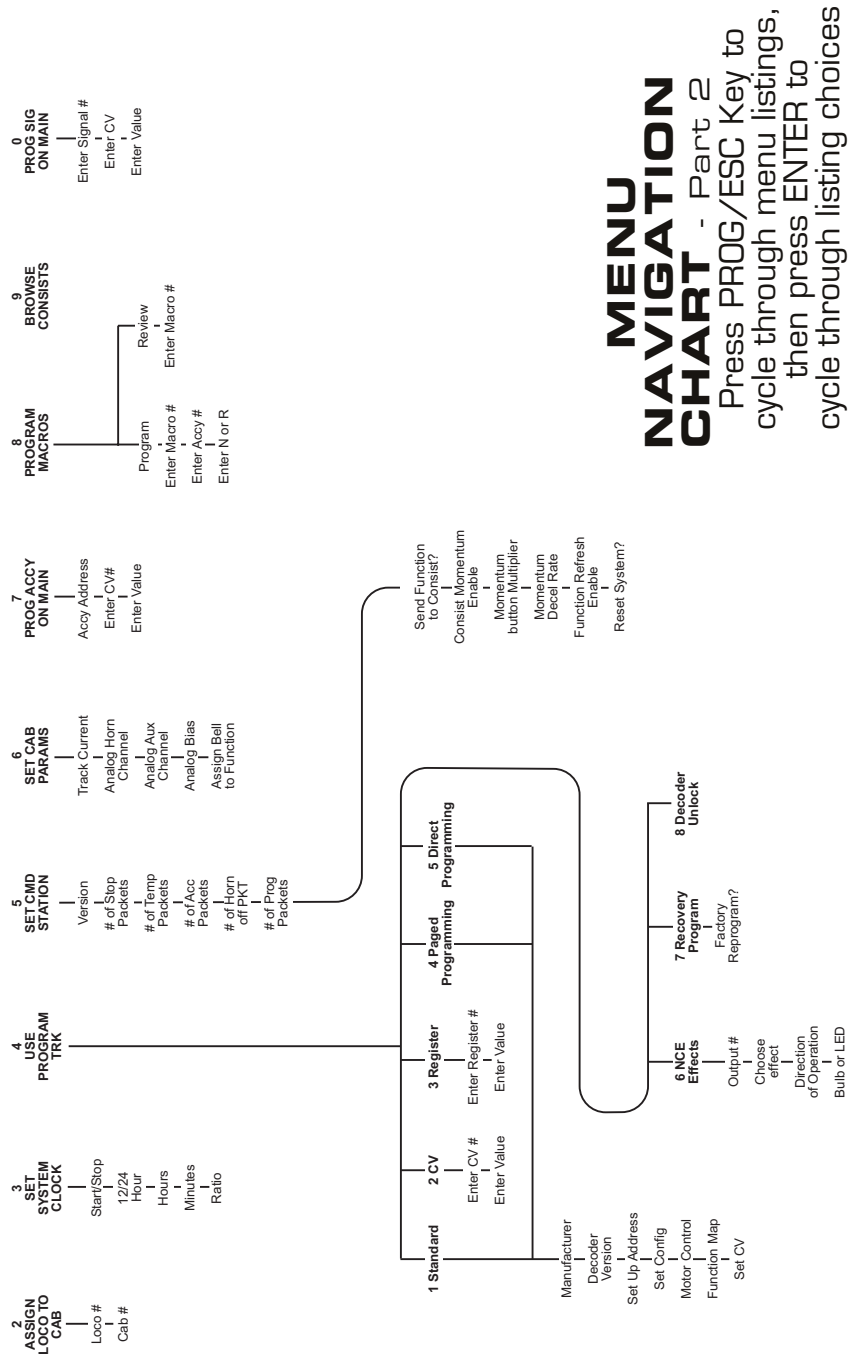 2
ASSIGN
LOCO TO
CAB
Loco #
Cab #
3
SET
SYSTEM
CLOCK
Start/Stop
12/24
Hour
Hours
Minutes
Ratio
4
USE
PROGRAM
TRK
1 Standard
2 CV
Enter CV #
Enter Value
3 Register
Enter Register #
Enter Value
4 Paged
Programming
5 Direct
Programming
Manufacturer
Decoder
Version
Set Up Address
Set Config
Motor Control
Function Map
Set CV
6 NCE
Effects
Output #
Choose
effect
Direction
of Operation
Bulb or LED
7 Recovery
Program
Factory
Reprogram?
8 Decoder
Unlock
5
SET CMD
STATION
Version
# of Stop
Packets
# of Temp
Packets
# of Acc
Packets
# of Horn
off PKT
# of Prog
Packets
Send Function
to Consist?
Consist Momentum
Enable
Momentum
button Multiplier
Momentum
Decel Rate
Function Refresh
Enable
Reset System?
6
SET CAB
PARAMS
Track Current
Analog Horn
Channel
Analog Aux
Channel
Analog Bias
Assign Bell
to Function
7
PROG ACCY
ON MAIN
Accy Address
Enter CV#
Enter Value
8
PROGRAM
MACROS
Program
Enter Macro #
Enter Accy #
Enter N or R
Review
Enter Macro #
9
BROWSE
CONSISTS
0
PROG SIG
ON MAIN
Enter Signal #
Enter CV
Enter Value
MENU
NAVIGATION
CHART - Part 2
Press PROG/ESC Key to
cycle through menu listings,
then press ENTER to
cycle through listing choices